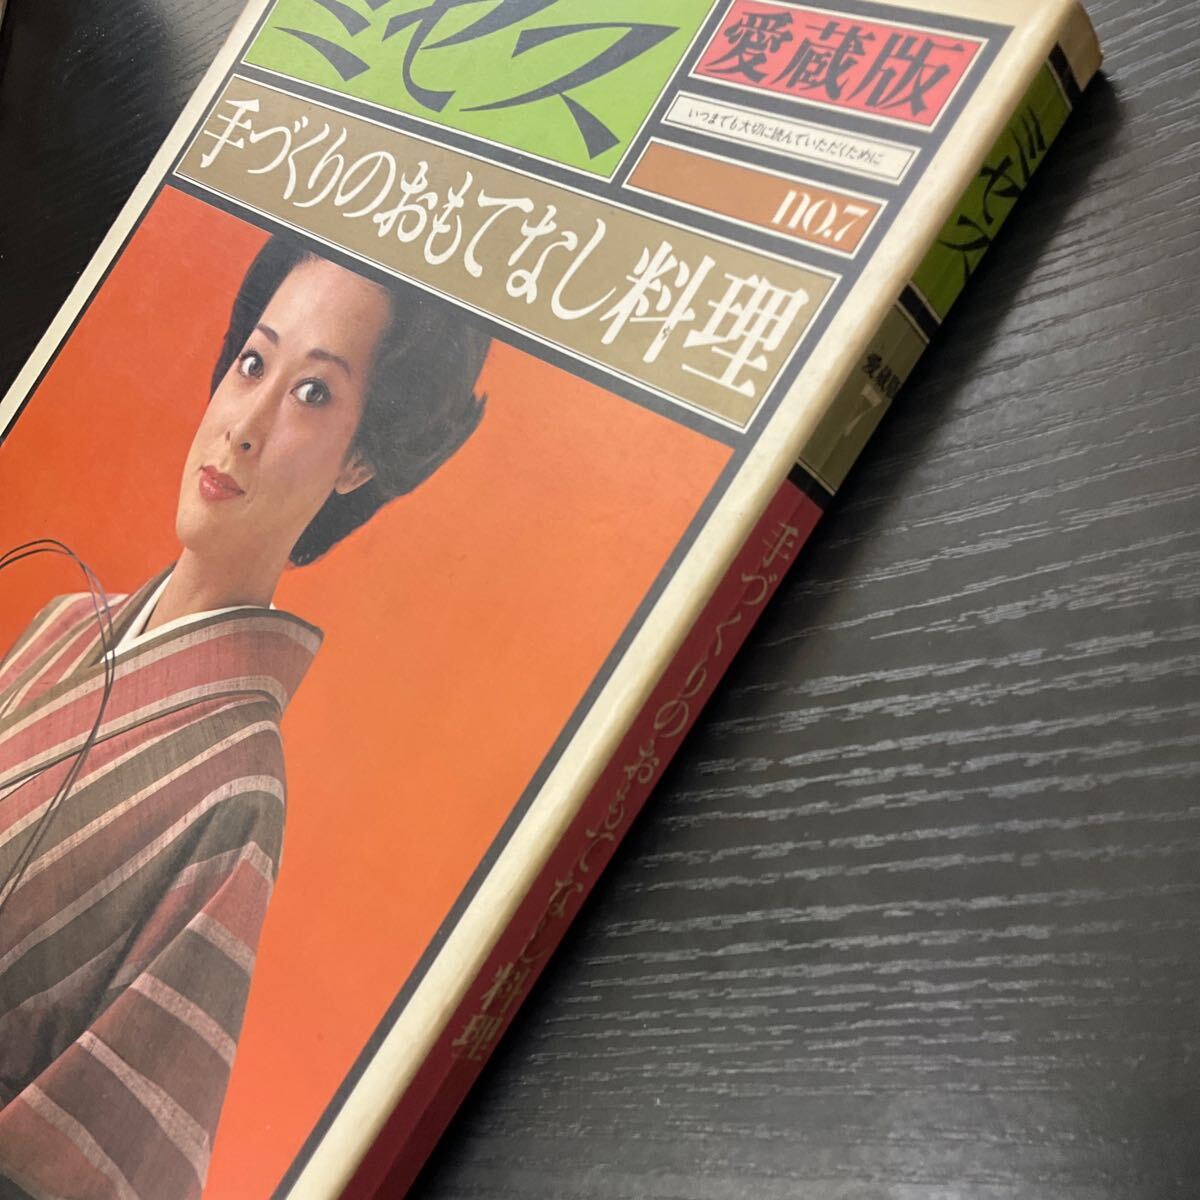 ミセス
愛蔵版
いつまでも大切に読んでいただくために
no.7
手づくりのおもてなし料理
ミセス
愛蔵版
7
手づくりのおもてなし料理